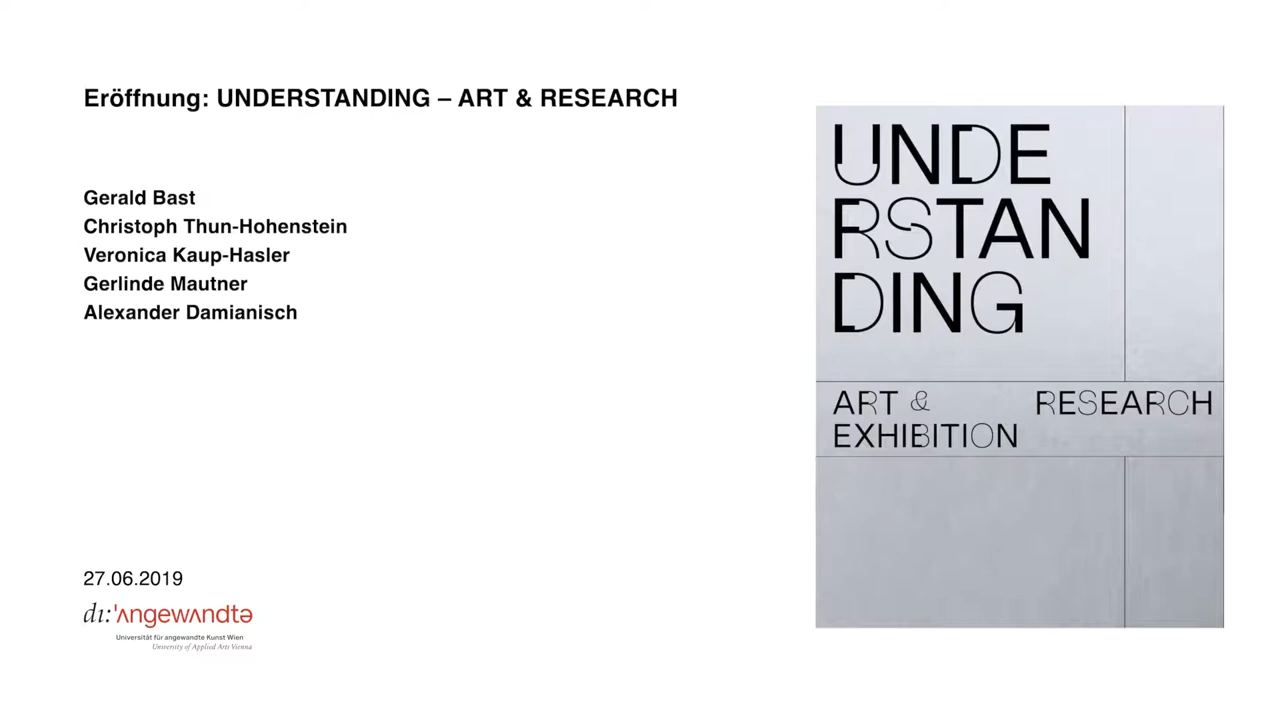 Eröffnung: UNDERSTANDING – ART & RESEARCH
Gerald Bast
Christoph Thun-Hohenstein
Veronica Kaup-Hasler
Gerlinde Mautner
Alexander Damianisch
27.06.2019
dı:'ʌngewʌndtə
Universität für angewandte Kunst Wien
University of Applied Arts Vienna
UNDE
RSTAN
DING
ART & RESEARCH
EXHIBITION